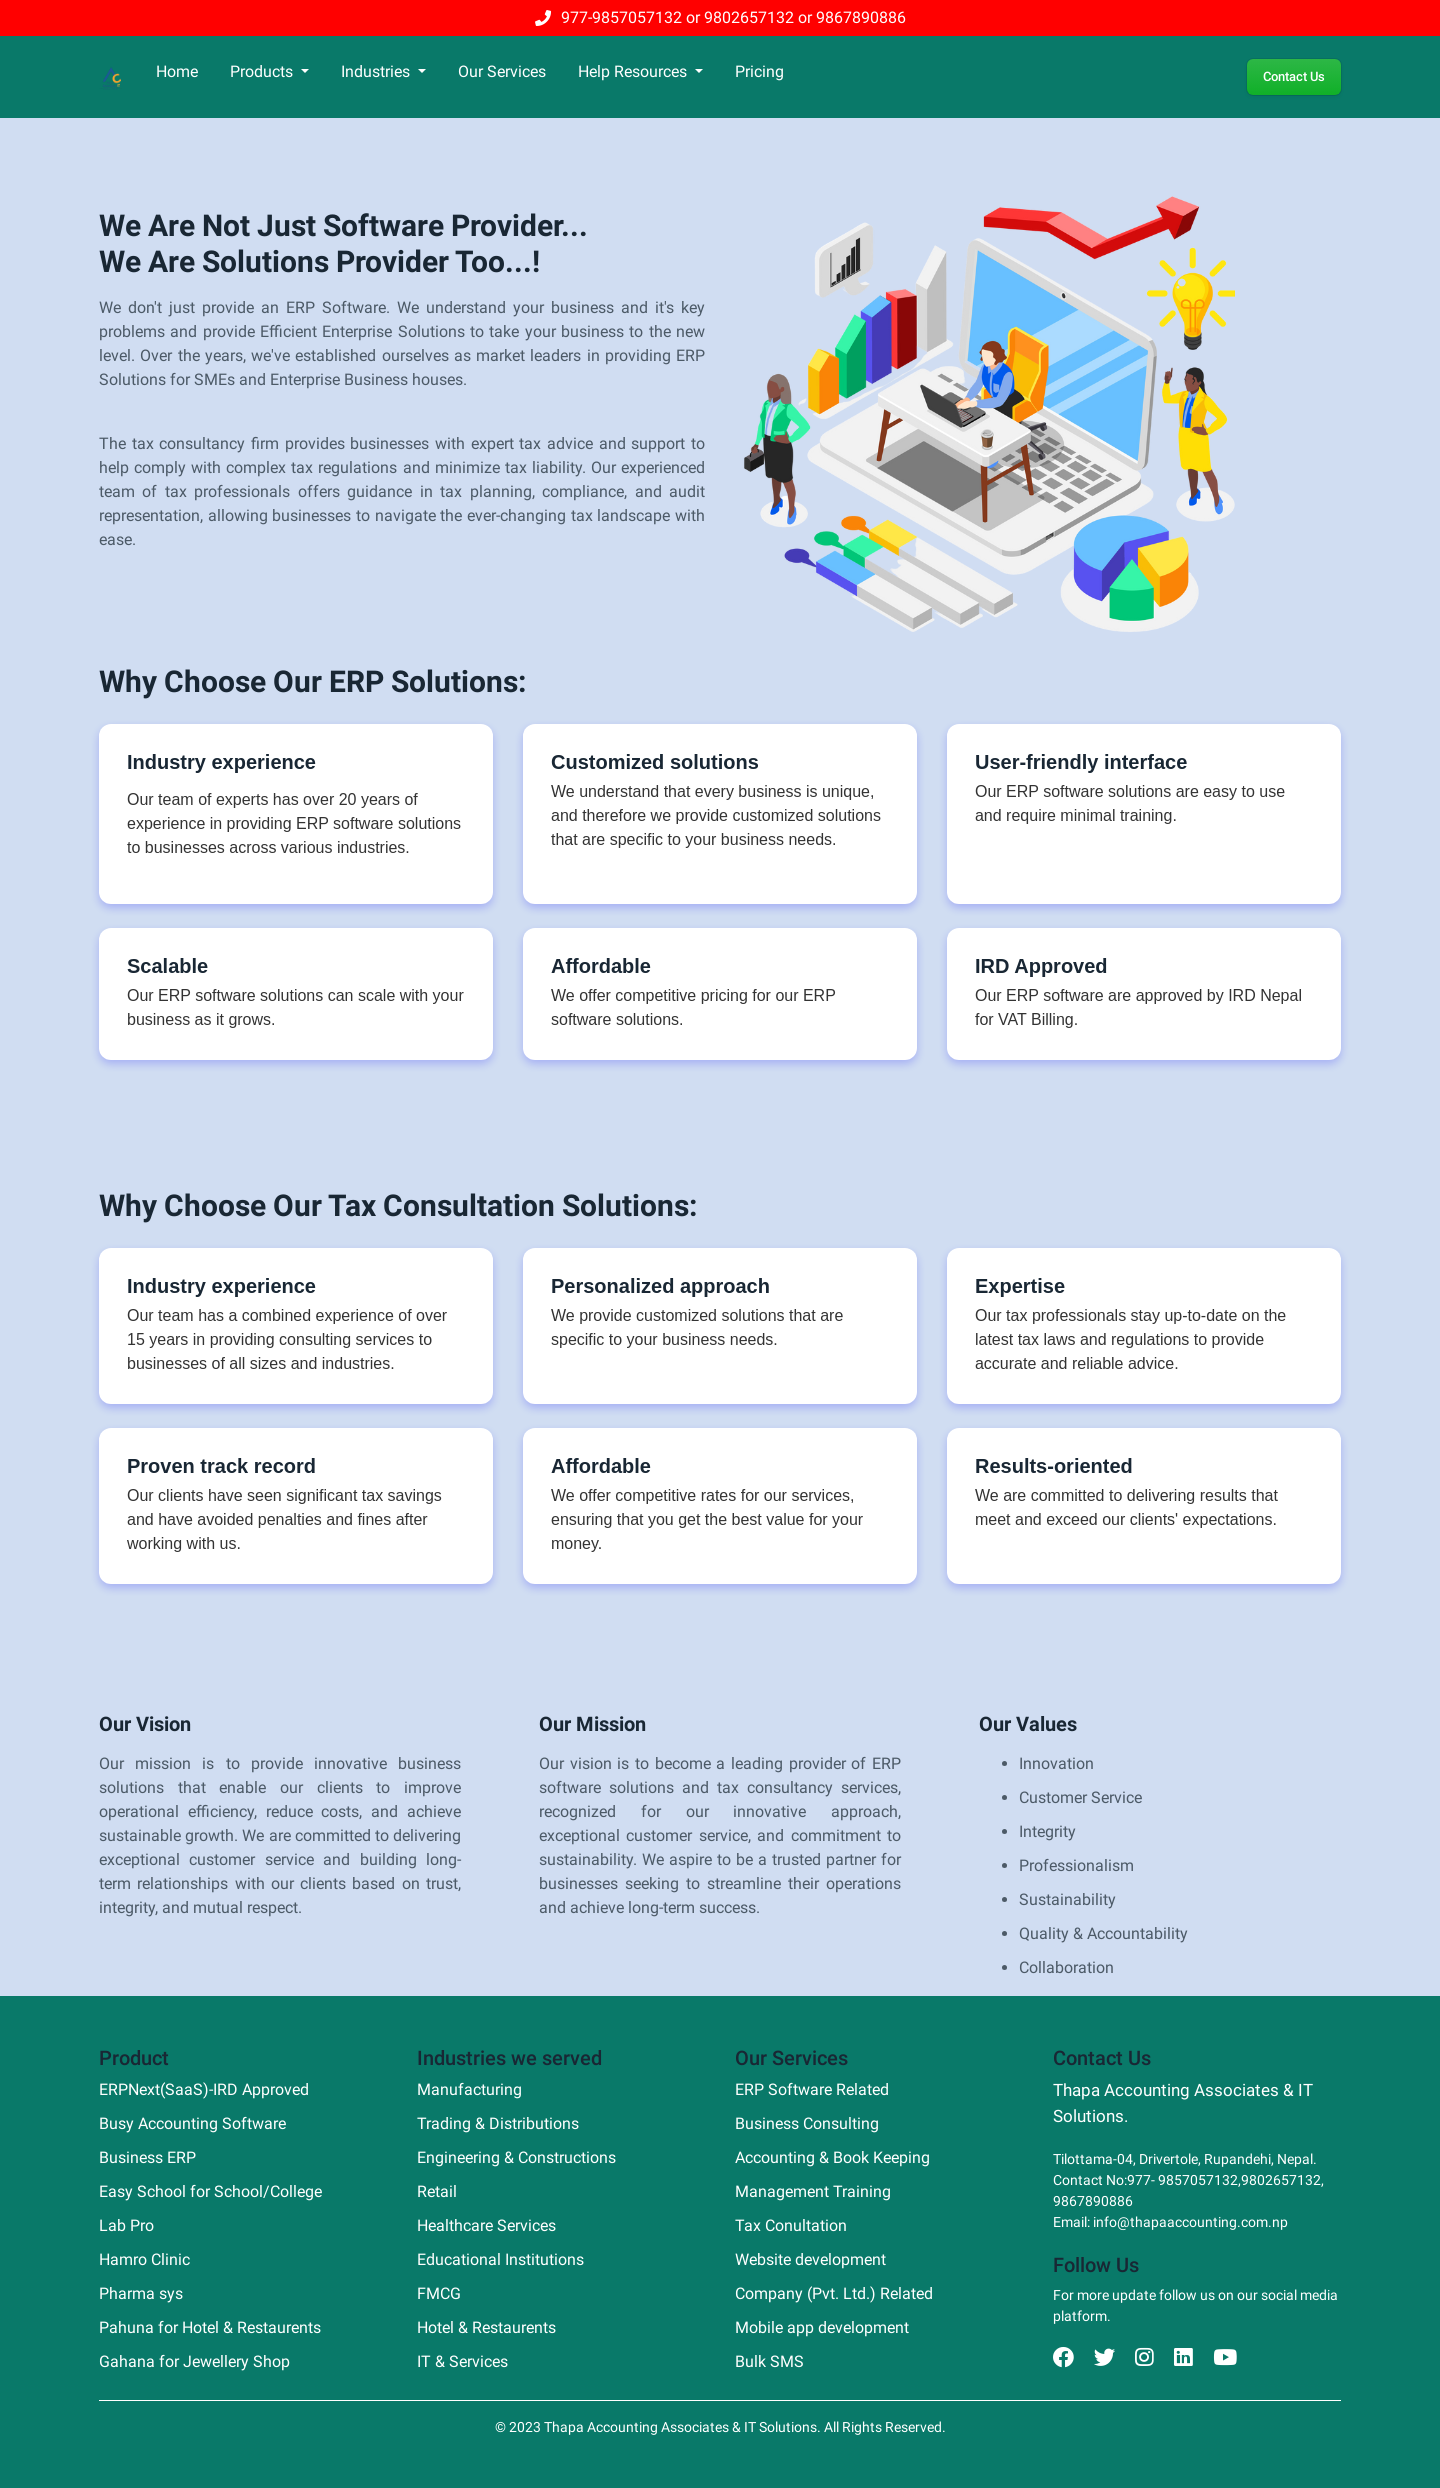 977-9857057132 or 9802657132 or 9867890886
Home
Products
Industries
Our Services
Help Resources
Pricing
Contact Us
We Are Not Just Software Provider...
We Are Solutions Provider Too...!
We don't just provide an ERP Software. We understand your business and it's key
problems and provide Efficient Enterprise Solutions to take your business to the new
level. Over the years, we've established ourselves as market leaders in providing ERP
Solutions for SMEs and Enterprise Business houses.
The tax consultancy firm provides businesses with expert tax advice and support to
help comply with complex tax regulations and minimize tax liability. Our experienced
team of tax professionals offers guidance in tax planning, compliance, and audit
representation, allowing businesses to navigate the ever-changing tax landscape with
ease.
Why Choose Our ERP Solutions:
Industry experience
Our team of experts has over 20 years of
experience in providing ERP software solutions
to businesses across various industries.
Customized solutions
We understand that every business is unique,
and therefore we provide customized solutions
that are specific to your business needs.
User-friendly interface
Our ERP software solutions are easy to use
and require minimal training.
Scalable
Our ERP software solutions can scale with your
business as it grows.
Affordable
We offer competitive pricing for our ERP
software solutions.
IRD Approved
Our ERP software are approved by IRD Nepal
for VAT Billing.
Why Choose Our Tax Consultation Solutions:
Industry experience
Our team has a combined experience of over
15 years in providing consulting services to
businesses of all sizes and industries.
Personalized approach
We provide customized solutions that are
specific to your business needs.
Expertise
Our tax professionals stay up-to-date on the
latest tax laws and regulations to provide
accurate and reliable advice.
Proven track record
Our clients have seen significant tax savings
and have avoided penalties and fines after
working with us.
Affordable
We offer competitive rates for our services,
ensuring that you get the best value for your
money.
Results-oriented
We are committed to delivering results that
meet and exceed our clients' expectations.
Our Vision
Our mission is to provide innovative business
solutions that enable our clients to improve
operational efficiency, reduce costs, and achieve
sustainable growth. We are committed to delivering
exceptional customer service and building long-
term relationships with our clients based on trust,
integrity, and mutual respect.
Our Mission
Our vision is to become a leading provider of ERP
software solutions and tax consultancy services,
recognized for our innovative approach,
exceptional customer service, and commitment to
sustainability. We aspire to be a trusted partner for
businesses seeking to streamline their operations
and achieve long-term success.
Our Values
• Innovation
• Customer Service
• Integrity
• Professionalism
• Sustainability
• Quality & Accountability
• Collaboration
Product
ERPNext(SaaS)-IRD Approved
Busy Accounting Software
Business ERP
Easy School for School/College
Lab Pro
Hamro Clinic
Pharma sys
Pahuna for Hotel & Restaurents
Gahana for Jewellery Shop
Industries we served
Manufacturing
Trading & Distributions
Engineering & Constructions
Retail
Healthcare Services
Educational Institutions
FMCG
Hotel & Restaurents
IT & Services
Our Services
ERP Software Related
Business Consulting
Accounting & Book Keeping
Management Training
Tax Conultation
Website development
Company (Pvt. Ltd.) Related
Mobile app development
Bulk SMS
Contact Us
Thapa Accounting Associates & IT
Solutions.
Tilottama-04, Drivertole, Rupandehi, Nepal.
Contact No:977- 9857057132,9802657132,
9867890886
Email: info@thapaaccounting.com.np
Follow Us
For more update follow us on our social media
platform.
© 2023 Thapa Accounting Associates & IT Solutions. All Rights Reserved.